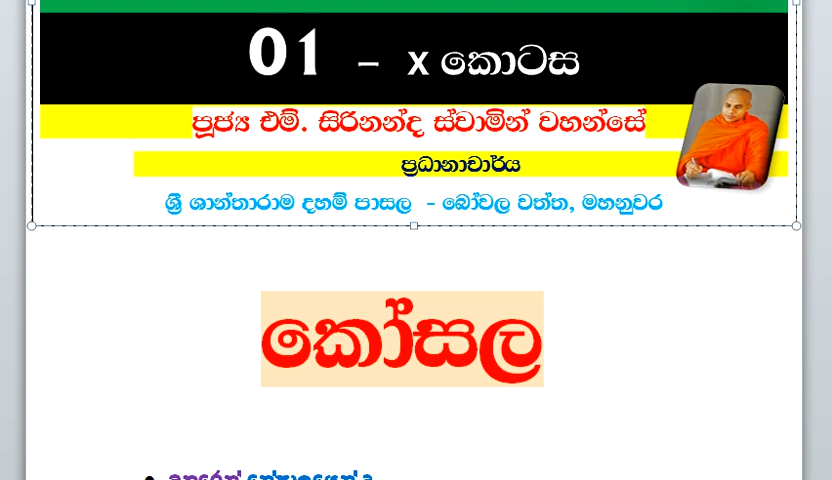 01 – x කොටස
පූජ්‍ය එම්. සිරිනන්ද ස්වාමින් වහන්සේ
ප්‍රධානාචාර්ය
ශ්‍රී ශාන්තාරාම දහම් පාසල - බෝවල වත්ත, මහනුවර
කෝසල